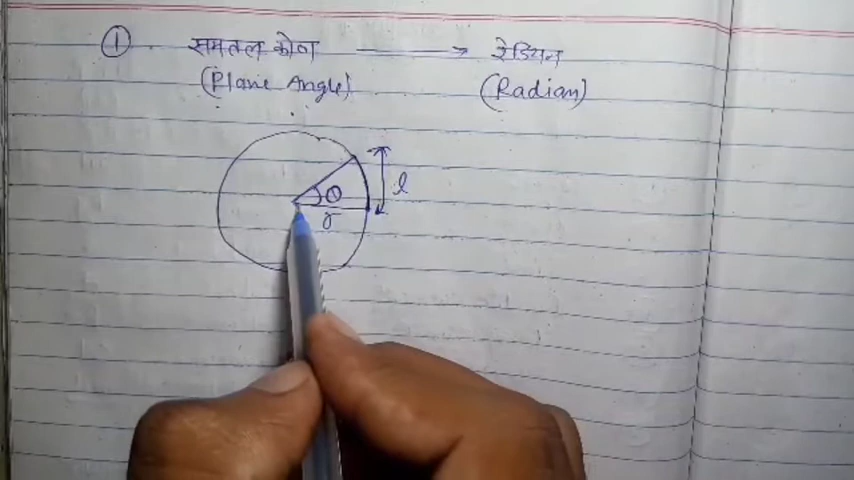 ① समतल कोण → रेडियन
(Plane Angle) (Radian)
θ
l
r